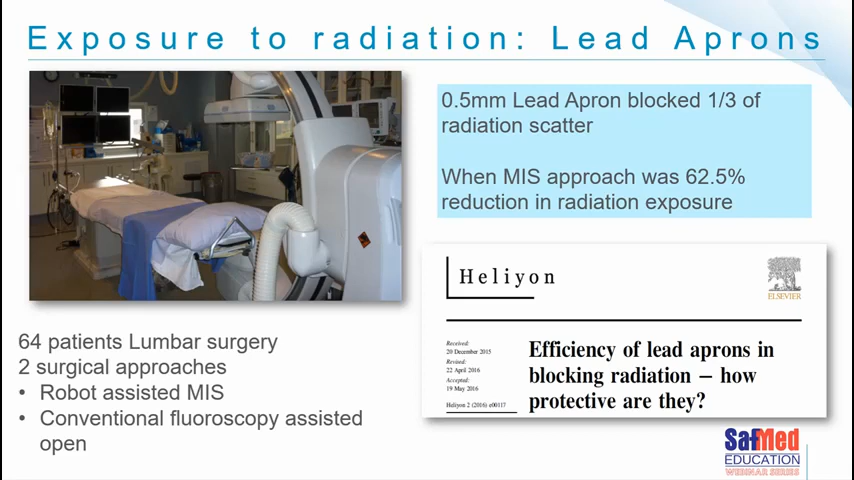 Exposure to radiation: Lead Aprons
0.5mm Lead Apron blocked 1/3 of
radiation scatter
When MIS approach was 62.5%
reduction in radiation exposure
Heliyon
ELSEVIER
Received:
20 December 2015
Revised:
22 April 2016
Accepted:
19 May 2016
Heliyon 2 (2016) e00117
Efficiency of lead aprons in
blocking radiation – how
protective are they?
64 patients Lumbar surgery
2 surgical approaches
• Robot assisted MIS
• Conventional fluoroscopy assisted
open
SafMed
EDUCATION
WEBINAR SERIES